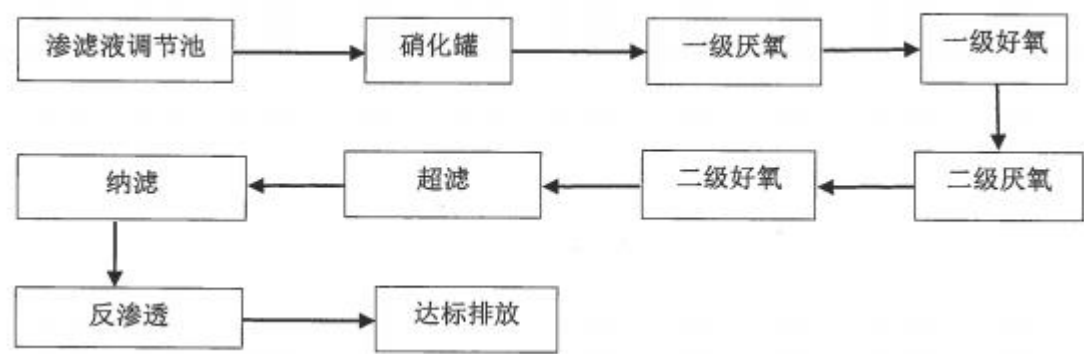 渗滤液调节池
硝化罐
一级厌氧
一级好氧
二级厌氧
二级好氧
超滤
纳滤
反渗透
达标排放